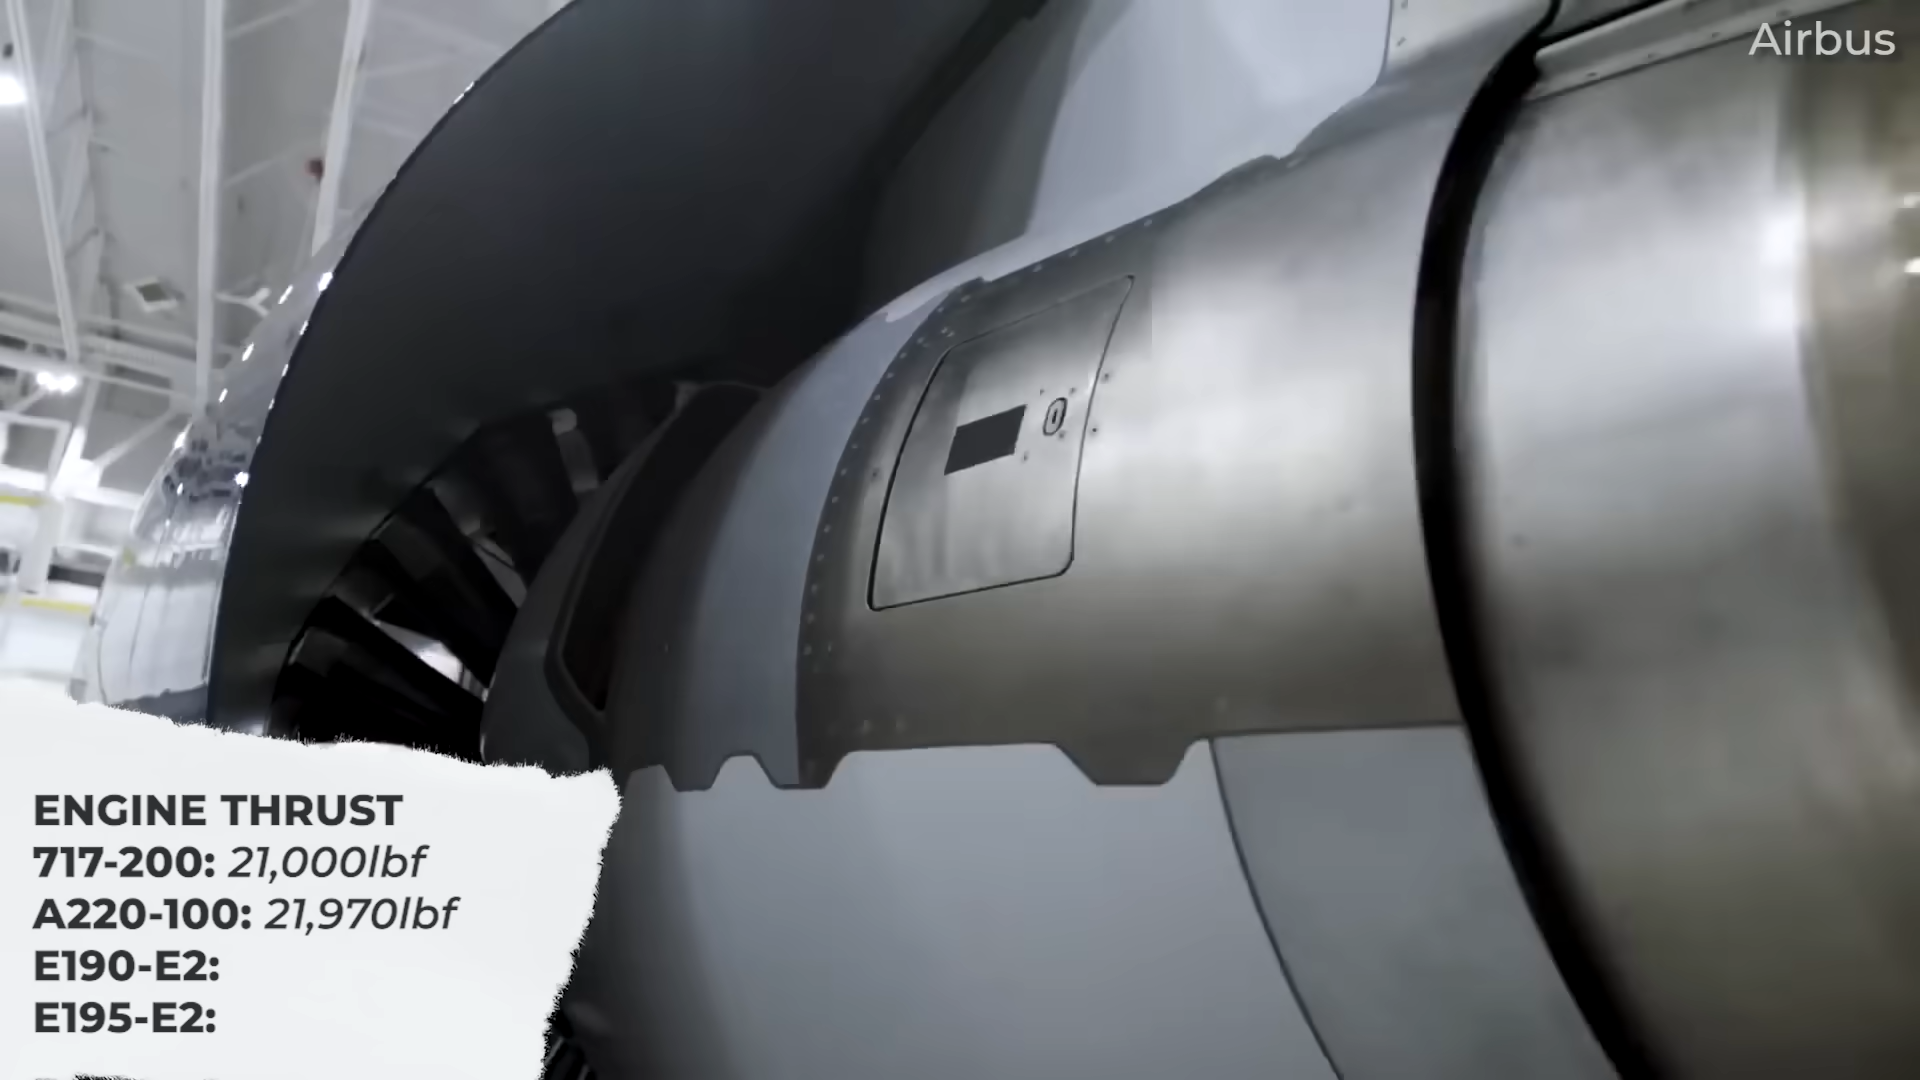 Airbus
ENGINE THRUST
717-200: 21,000lbf
A220-100: 21,970lbf
E190-E2:
E195-E2: